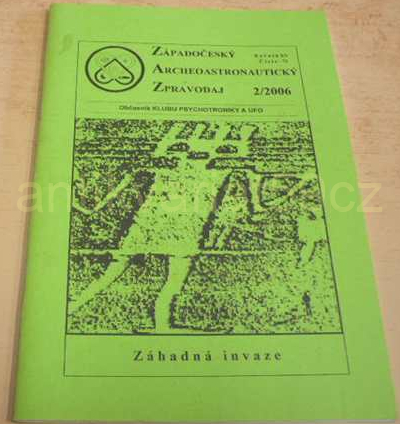 ZÁPADOČESKÝ
ARCHEOASTRONAUTICKÝ
ZPRAVODAJ 2/2006
Občasník KLUBU PSYCHOTRONIKY A UFO
Záhadná invaze